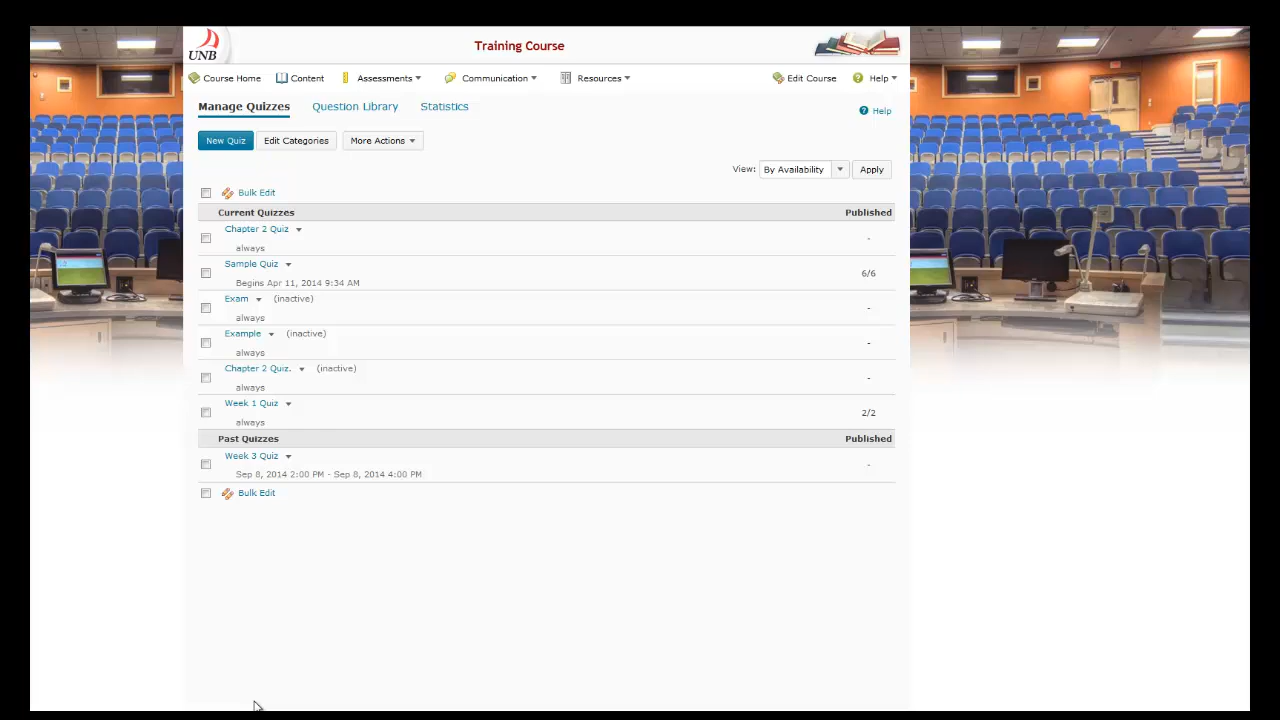 UNB
Training Course
Course Home Content Assessments Communication Resources Edit Course Help
Manage Quizzes Question Library Statistics
Help
New Quiz Edit Categories More Actions
View: By Availability Apply
Bulk Edit
Current Quizzes Published
Chapter 2 Quiz
-
always
Sample Quiz
6/6
Begins Apr 11, 2014 9:34 AM
Exam (inactive)
-
always
Example (inactive)
-
always
Chapter 2 Quiz. (inactive)
-
always
Week 1 Quiz
2/2
always
Past Quizzes Published
Week 3 Quiz
-
Sep 8, 2014 2:00 PM - Sep 8, 2014 4:00 PM
Bulk Edit